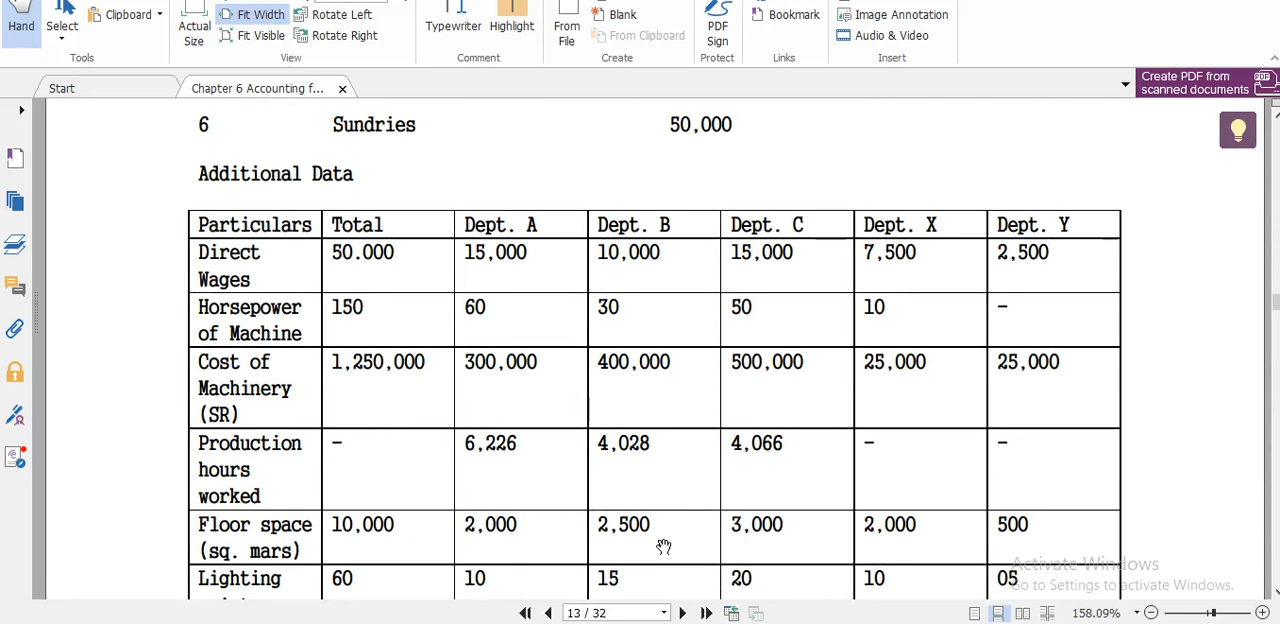 Hand
Select
Clipboard
Tools
Actual
Size
Fit Width
Fit Visible
Rotate Left
Rotate Right
View
Typewriter
Highlight
Comment
From
File
Blank
From Clipboard
Create
PDF
Sign
Protect
Bookmark
Links
Image Annotation
Audio & Video
Insert
Start
Chapter 6 Accounting f...
Create PDF from
scanned documents
6 Sundries 50,000
Additional Data
Particulars Total Dept. A Dept. B Dept. C Dept. X Dept. Y
Direct 50.000 15,000 10,000 15,000 7,500 2,500
Wages
Horsepower 150 60 30 50 10 -
of Machine
Cost of 1,250,000 300,000 400,000 500,000 25,000 25,000
Machinery
(SR)
Production - 6,226 4,028 4,066 - -
hours
worked
Floor space 10,000 2,000 2,500 3,000 2,000 500
(sq. mars)
Lighting 60 10 15 20 10 05
Activate Windows
Go to Settings to activate Windows.
13 / 32
158.09%